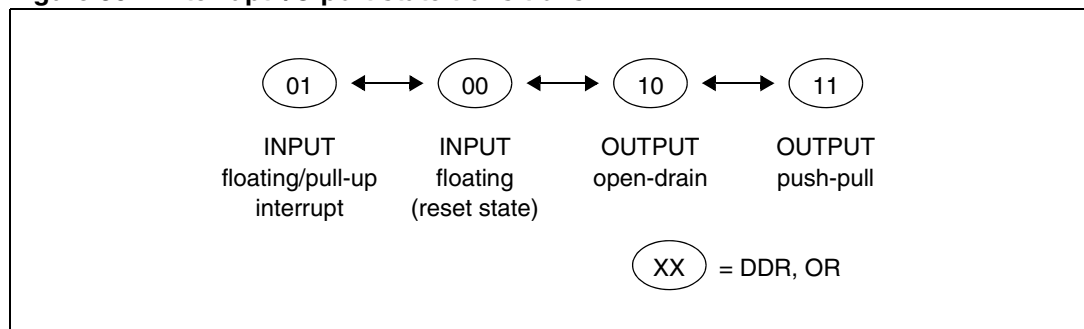 01 00 10 11
INPUT INPUT OUTPUT OUTPUT
floating/pull-up floating open-drain push-pull
interrupt (reset state)
XX = DDR, OR